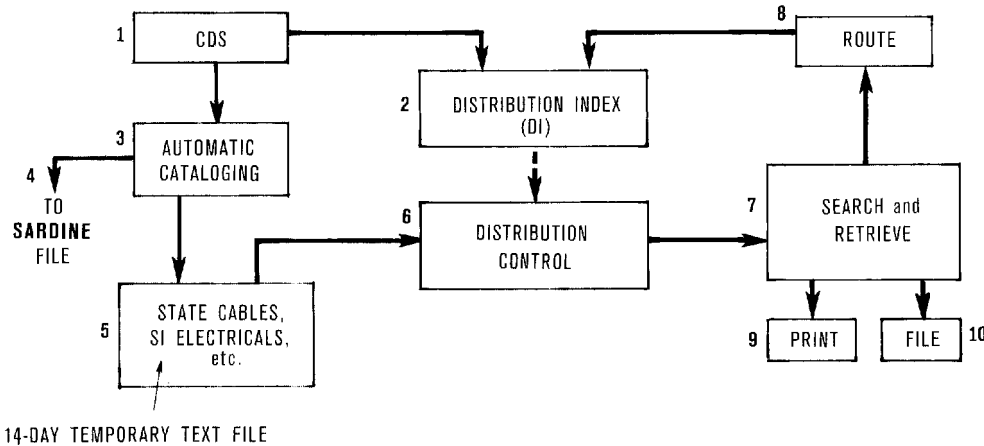 1
CDS
8
ROUTE
2
DISTRIBUTION INDEX
(DI)
3
AUTOMATIC
CATALOGING
4
TO
SARDINE
FILE
5
STATE CABLES,
SI ELECTRICALS,
etc.
14-DAY TEMPORARY TEXT FILE
6
DISTRIBUTION
CONTROL
7
SEARCH and
RETRIEVE
9
PRINT
FILE
10